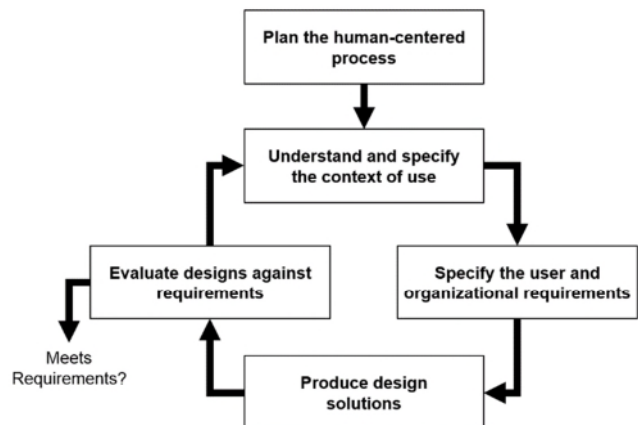 Plan the human-centered
process
Understand and specify
the context of use
Evaluate designs against
requirements
Specify the user and
organizational requirements
Meets
Requirements?
Produce design
solutions